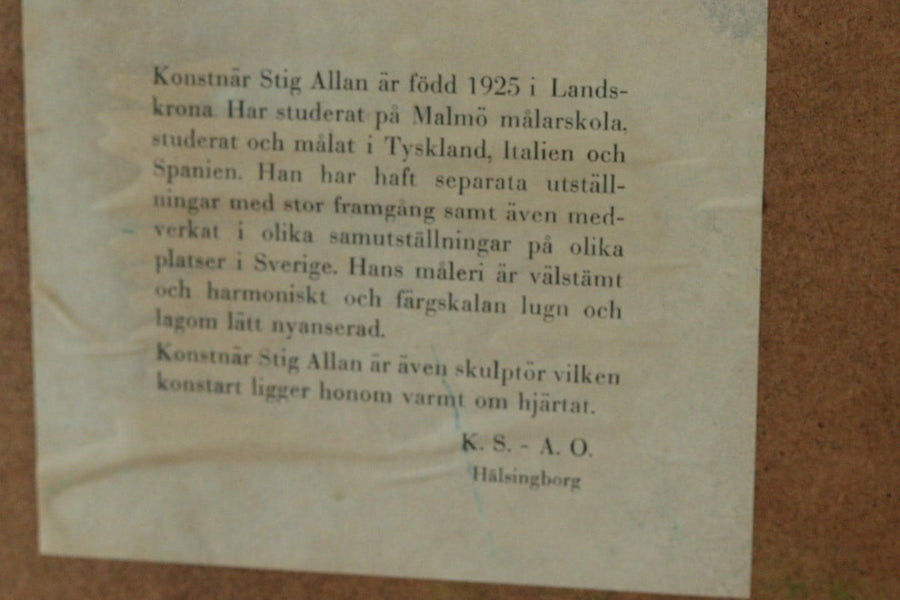 Konstnär Stig Allan är född 1925 i Lands-
krona. Har studerat på Malmö målarskola,
studerat och målat i Tyskland, Italien och
Spanien. Han har haft separata utställ-
ningar med stor framgång samt även med-
verkat i olika samutställningar på olika
platser i Sverige. Hans måleri är välstämt
och harmoniskt och färgskalan lugn och
lagom lätt nyanserad.
Konstnär Stig Allan är även skulptör vilken
konstart ligger honom varmt om hjärtat.
K. S. - A. O.
Hälsingborg